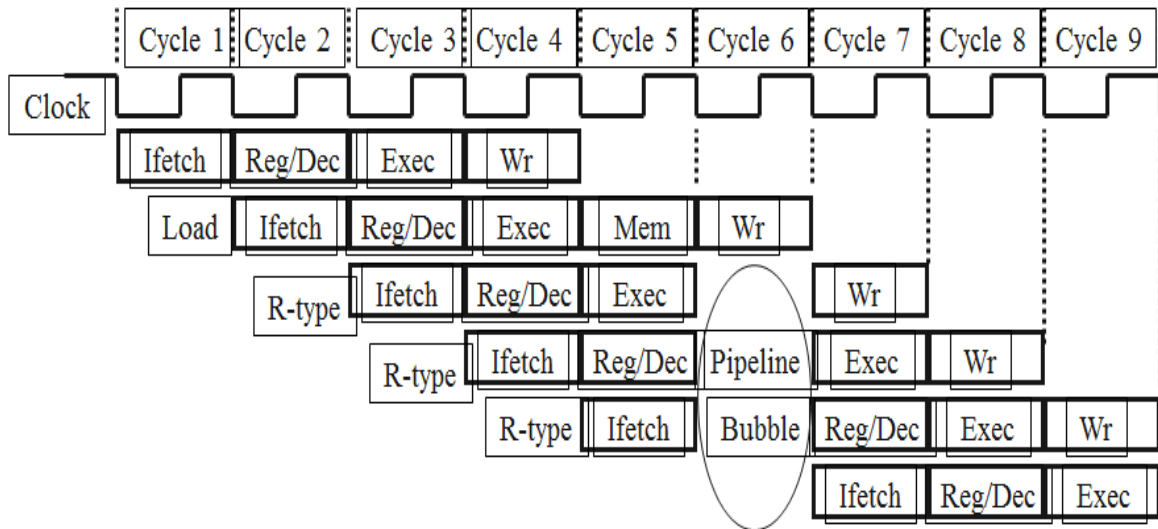 Cycle 1 Cycle 2 Cycle 3 Cycle 4 Cycle 5 Cycle 6 Cycle 7 Cycle 8 Cycle 9
Clock
Ifetch Reg/Dec Exec Wr
Load Ifetch Reg/Dec Exec Mem Wr
R-type Ifetch Reg/Dec Exec Wr
R-type Ifetch Reg/Dec Pipeline Exec Wr
R-type Ifetch Bubble Reg/Dec Exec Wr
Ifetch Reg/Dec Exec